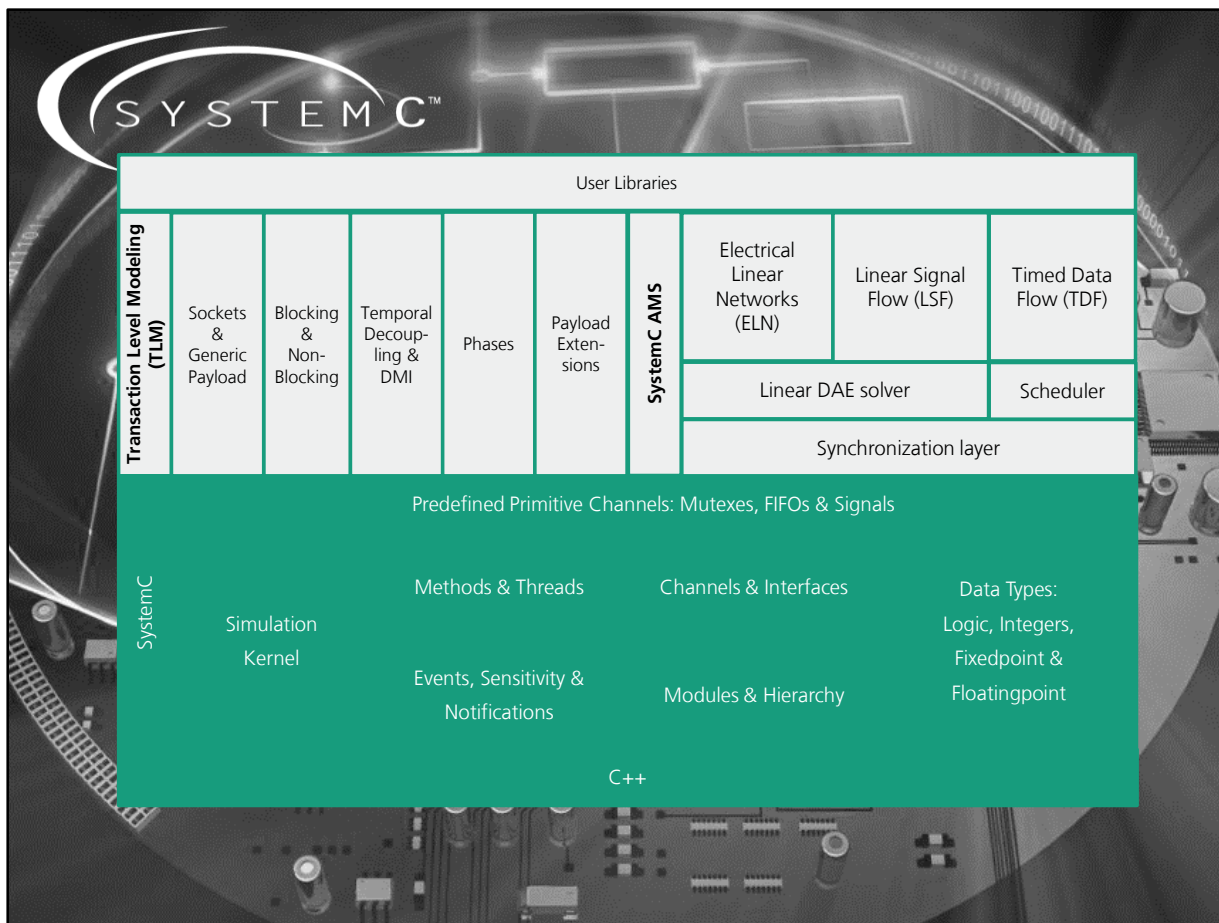 SYSTEMC™
User Libraries
Transaction Level Modeling
(TLM)
Sockets
&
Generic
Payload
Blocking
&
Non-
Blocking
Temporal
Decoup-
ling &
DMI
Phases
Payload
Exten-
sions
SystemC AMS
Electrical
Linear
Networks
(ELN)
Linear Signal
Flow (LSF)
Timed Data
Flow (TDF)
Linear DAE solver
Scheduler
Synchronization layer
SystemC
Predefined Primitive Channels: Mutexes, FIFOs & Signals
Simulation
Kernel
Methods & Threads
Events, Sensitivity &
Notifications
Channels & Interfaces
Modules & Hierarchy
Data Types:
Logic, Integers,
Fixedpoint &
Floatingpoint
C++